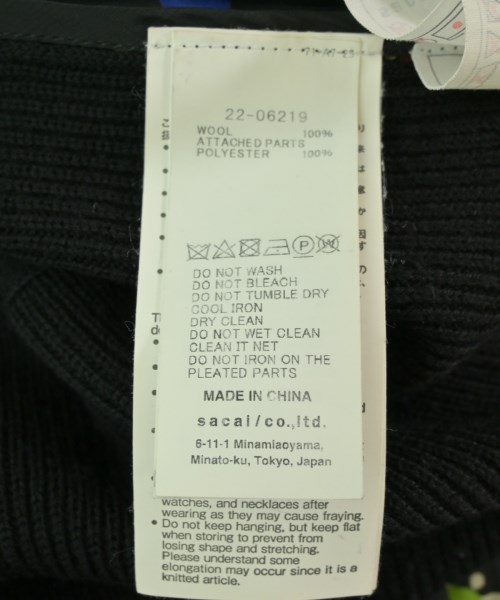 22-06219
WOOL 100%
ATTACHED PARTS
POLYESTER 100%
DO NOT WASH
DO NOT BLEACH
DO NOT TUMBLE DRY
COOL IRON
DRY CLEAN
DO NOT WET CLEAN
CLEAN IT NET
DO NOT IRON ON THE
PLEATED PARTS
MADE IN CHINA
sacai/co.,ltd.
6-11-1 Minamiaoyama,
Minato-ku, Tokyo, Japan
watches, and necklaces after
wearing as they may cause fraying.
• Do not keep hanging, but keep flat
when storing to prevent from
losing shape and stretching.
Please understand some
elongation may occur since it is a
knitted article.